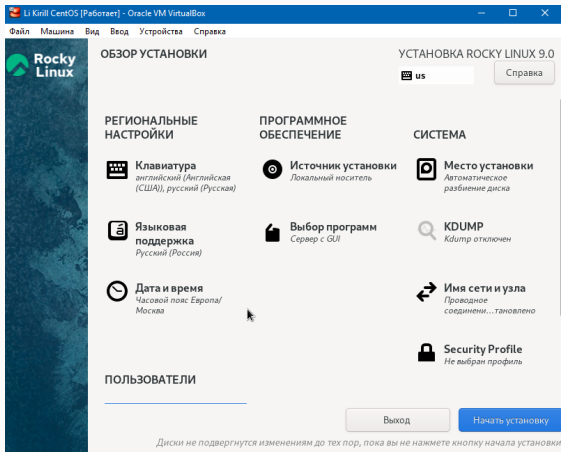 Li Kirill CentOS [Работает] - Oracle VM VirtualBox
Файл Машина Вид Ввод Устройства Справка
Rocky
Linux
ОБЗОР УСТАНОВКИ
УСТАНОВКА ROCKY LINUX 9.0
us
Справка
РЕГИОНАЛЬНЫЕ
НАСТРОЙКИ
Клавиатура
английский (Английская
(США)), русский (Русская)
Языковая
поддержка
Русский (Россия)
Дата и время
Часовой пояс Европа/
Москва
ПРОГРАММНОЕ
ОБЕСПЕЧЕНИЕ
Источник установки
Локальный носитель
Выбор программ
Сервер с GUI
СИСТЕМА
Место установки
Автоматическое
разбиение диска
KDUMP
Kdump отключен
Имя сети и узла
Проводное
соединени...тановлено
Security Profile
Не выбран профиль
ПОЛЬЗОВАТЕЛИ
Выход
Начать установку
Диски не подвергнутся изменениям до тех пор, пока вы не нажмете кнопку начала установки